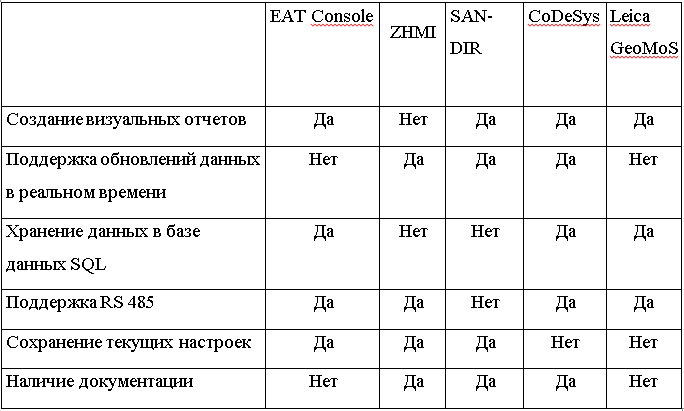 EAT Console ZHMI SAN- CoDeSys Leica
DIR GeoMoS
Создание визуальных отчетов Да Нет Да Да Да
Поддержка обновлений данных Нет Да Да Да Нет
в реальном времени
Хранение данных в базе Да Нет Нет Да Да
данных SQL
Поддержка RS 485 Да Да Нет Да Да
Сохранение текущих настроек Да Да Да Нет Нет
Наличие документации Нет Да Да Да Нет